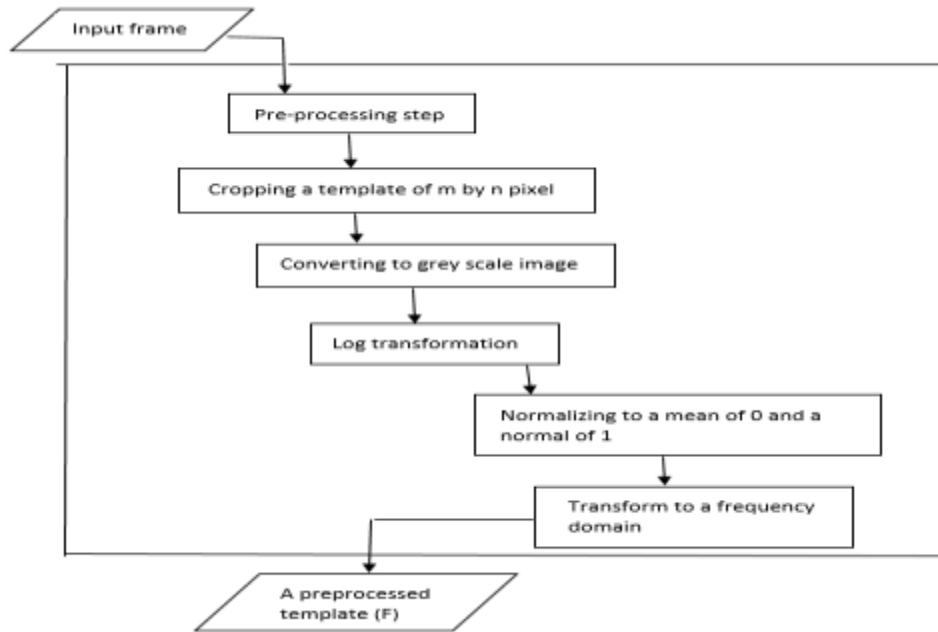 Input frame
Pre-processing step
Cropping a template of m by n pixel
Converting to grey scale image
Log transformation
Normalizing to a mean of 0 and a
normal of 1
Transform to a frequency
domain
A preprocessed
template (F)